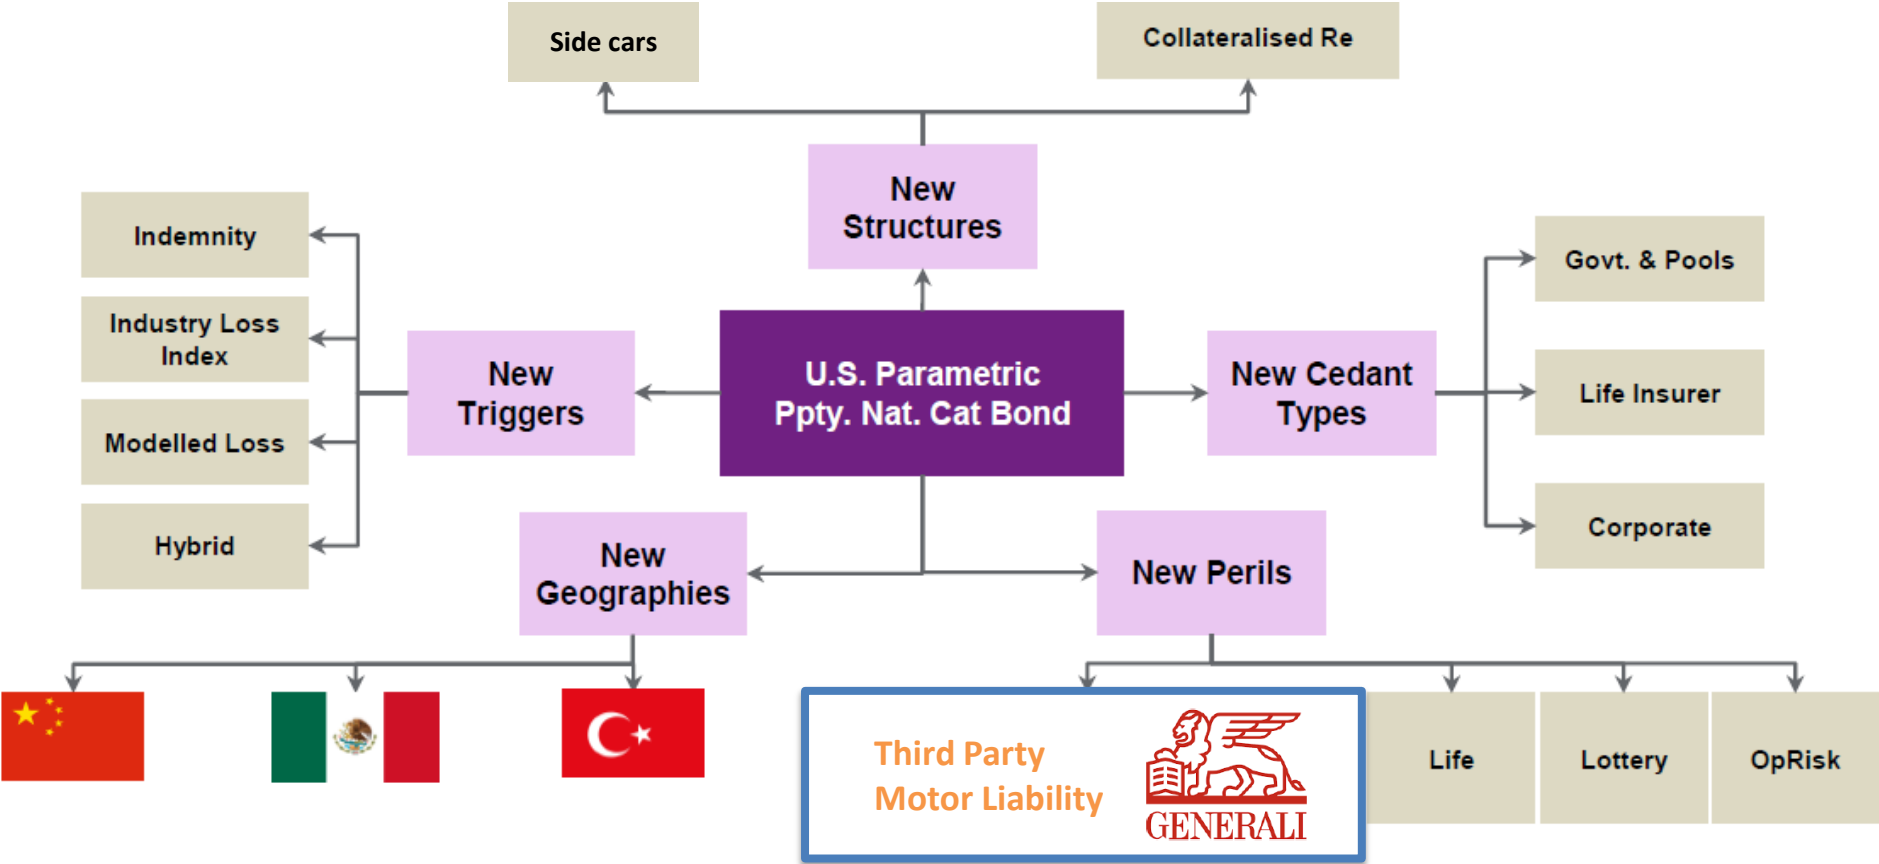 Side cars
Collateralised Re
New
Structures
Indemnity
Industry Loss
Index
Modelled Loss
Hybrid
New
Triggers
U.S. Parametric
Ppty. Nat. Cat Bond
New Cedant
Types
Govt. & Pools
Life Insurer
Corporate
New
Geographies
New Perils
Third Party
Motor Liability
GENERALI
Life
Lottery
OpRisk